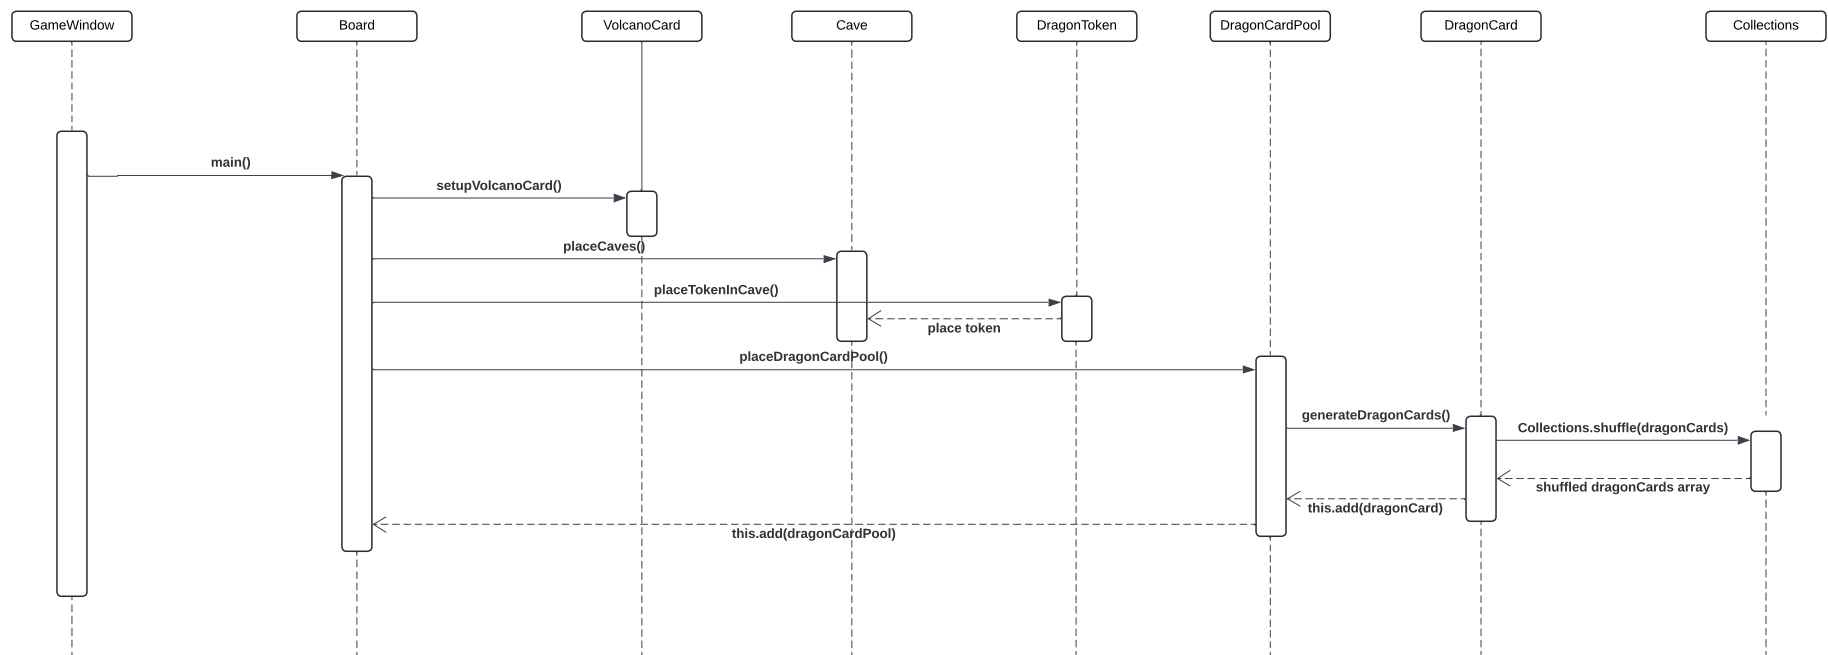 GameWindow
Board
VolcanoCard
Cave
DragonToken
DragonCardPool
DragonCard
Collections
main()
setupVolcanoCard()
placeCaves()
placeTokenInCave()
place token
placeDragonCardPool()
generateDragonCards()
Collections.shuffle(dragonCards)
shuffled dragonCards array
this.add(dragonCard)
this.add(dragonCardPool)